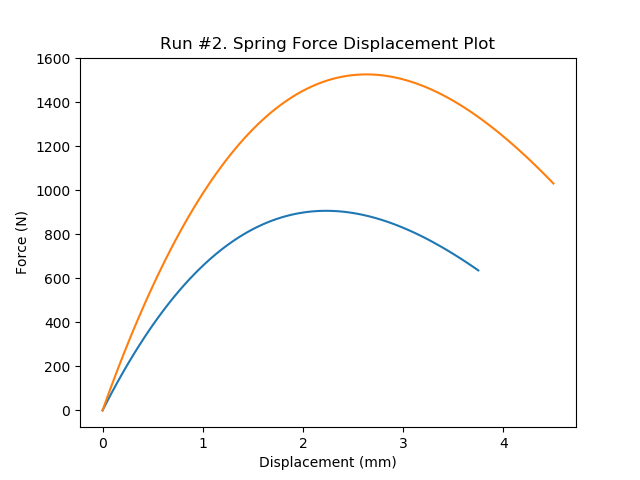 Run #2. Spring Force Displacement Plot
1600
1400
1200
1000
800
600
400
200
0
Force (N)
0 1 2 3 4
Displacement (mm)